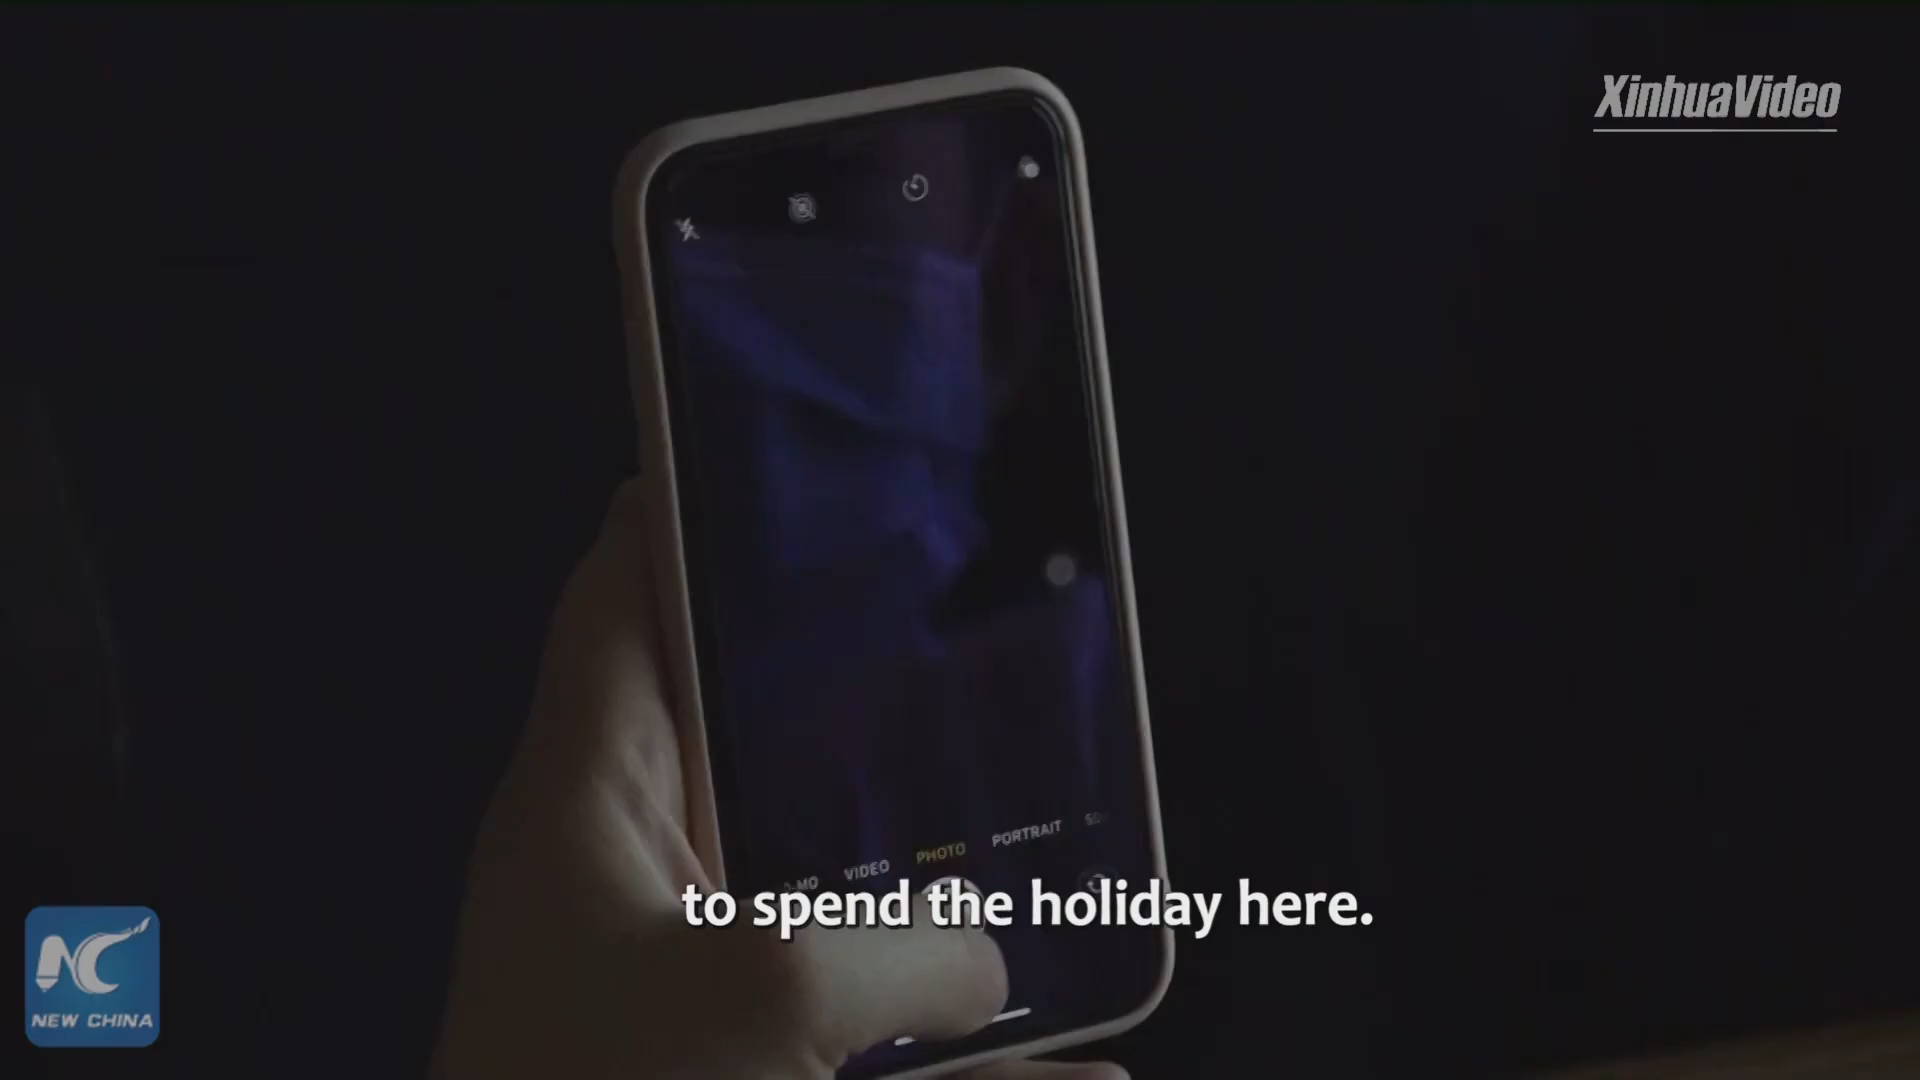 XinhuaVideo
VIDEO
PHOTO
PORTRAIT
to spend the holiday here.
NEW CHINA